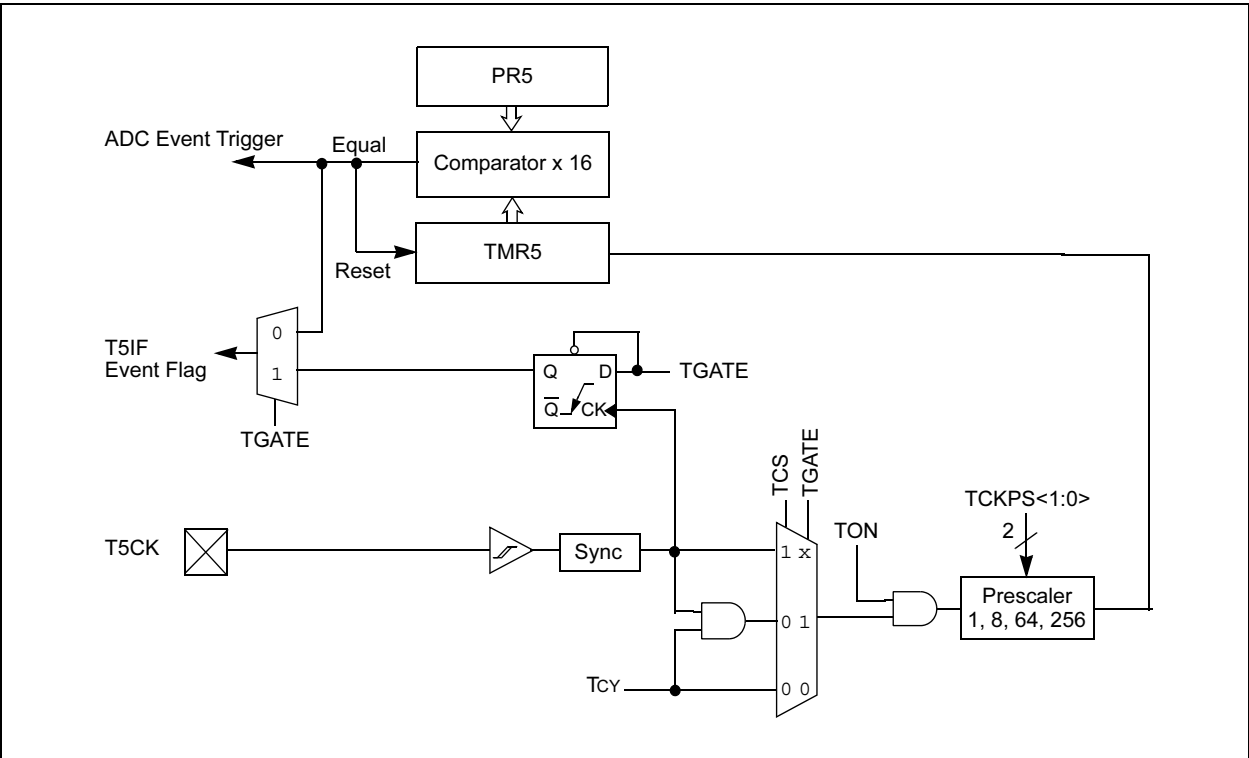 PR5
ADC Event Trigger
Equal
Comparator x 16
TMR5
Reset
0
1
T5IF
Event Flag
TGATE
Q
D
TGATE
Q̅
CK
TCS
TGATE
T5CK
Sync
1 x
TON
TCKPS<1:0>
2
Prescaler
1, 8, 64, 256
0 1
TCY
0 0